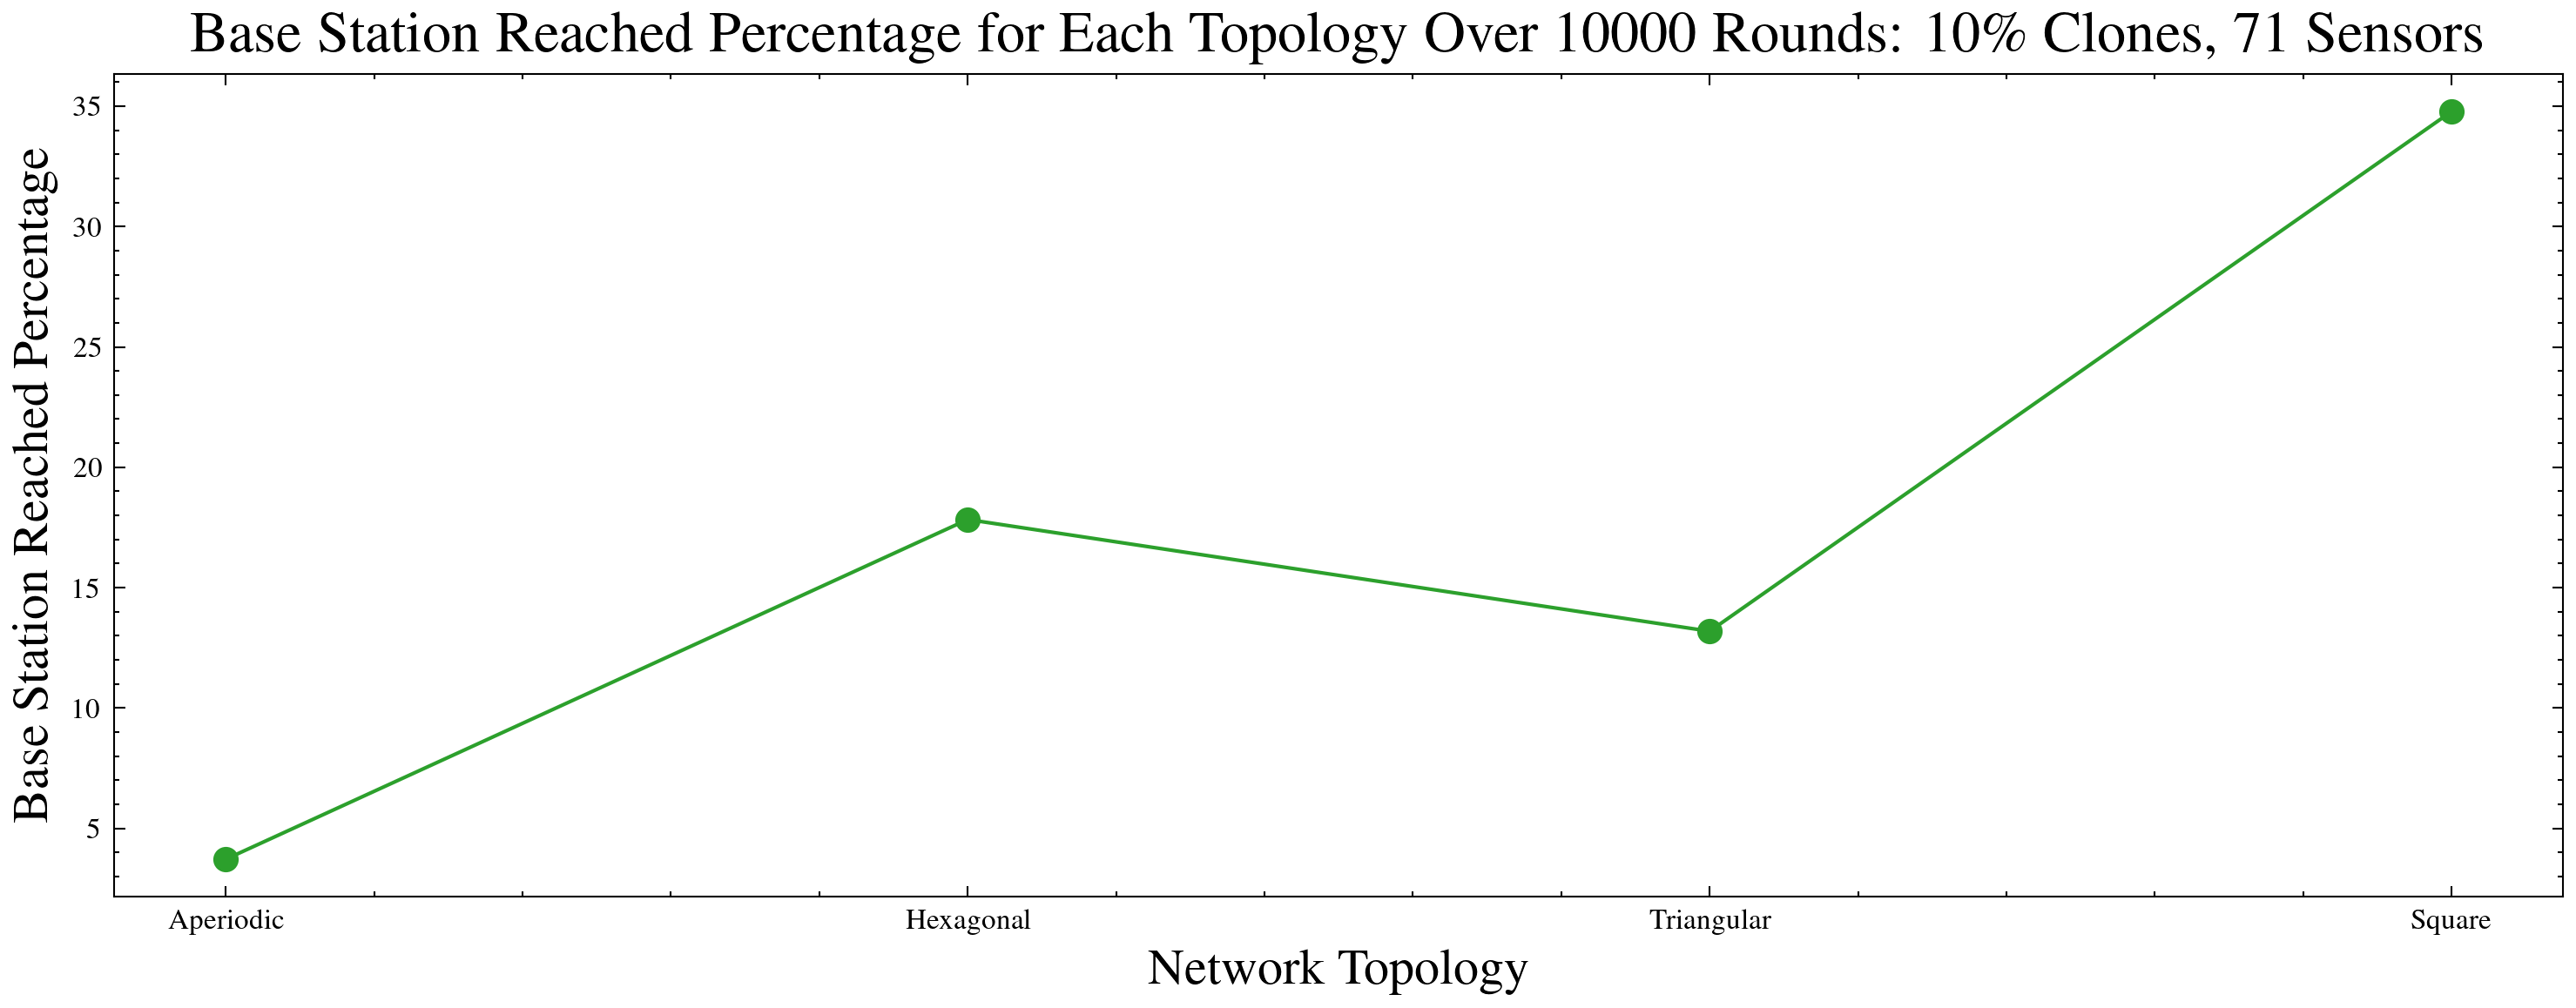 Base Station Reached Percentage for Each Topology Over 10000 Rounds: 10% Clones, 71 Sensors
Base Station Reached Percentage
35
30
25
20
15
10
5
Aperiodic
Hexagonal
Triangular
Square
Network Topology